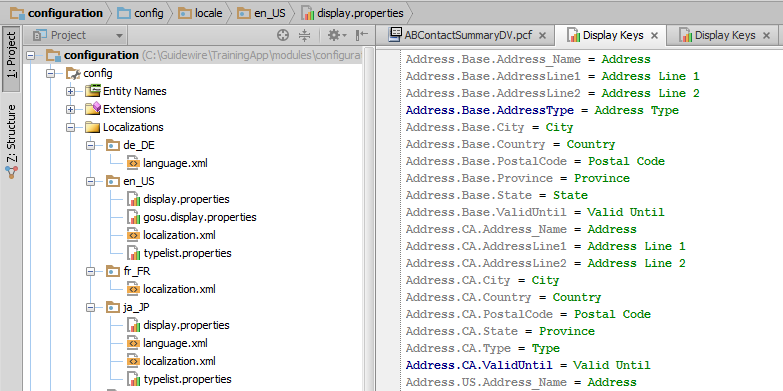 configuration config locale en_US display.properties
Project
ABContactSummaryDV.pcf Display Keys Display Keys
1: Project
Z: Structure
configuration (C:\Guidewire\TrainingApp\modules\configura
config
Entity Names
Extensions
Localizations
de_DE
language.xml
en_US
display.properties
gosu.display.properties
localization.xml
typelist.properties
fr_FR
localization.xml
ja_JP
display.properties
language.xml
localization.xml
typelist.properties
Address.Base.Address_Name = Address
Address.Base.AddressLine1 = Address Line 1
Address.Base.AddressLine2 = Address Line 2
Address.Base.AddressType = Address Type
Address.Base.City = City
Address.Base.Country = Country
Address.Base.PostalCode = Postal Code
Address.Base.Province = Province
Address.Base.State = State
Address.Base.ValidUntil = Valid Until
Address.CA.Address_Name = Address
Address.CA.AddressLine1 = Address Line 1
Address.CA.AddressLine2 = Address Line 2
Address.CA.City = City
Address.CA.Country = Country
Address.CA.PostalCode = Postal Code
Address.CA.State = Province
Address.CA.Type = Type
Address.CA.ValidUntil = Valid Until
Address.US.Address_Name = Address